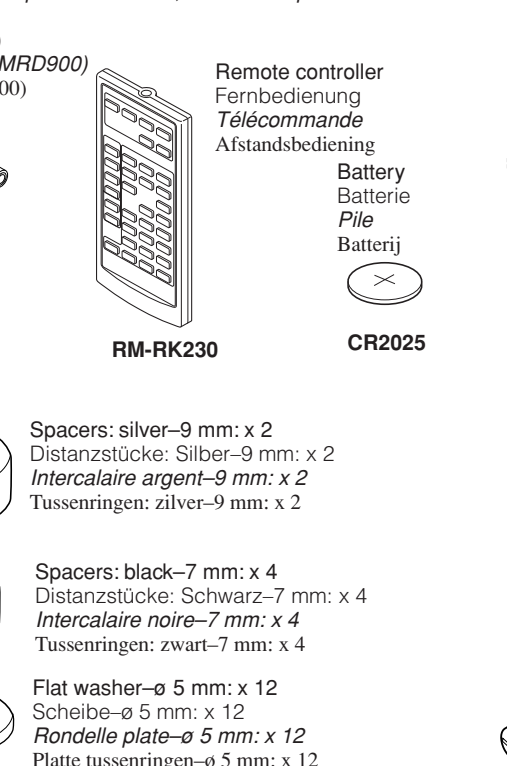 MRD900)
00)
Remote controller
Fernbedienung
Télécommande
Afstandsbediening
Battery
Batterie
Pile
Batterij
RM-RK230
CR2025
Spacers: silver–9 mm: x 2
Distanzstücke: Silber–9 mm: x 2
Intercalaire argent–9 mm: x 2
Tussenringen: zilver–9 mm: x 2
Spacers: black–7 mm: x 4
Distanzstücke: Schwarz–7 mm: x 4
Intercalaire noire–7 mm: x 4
Tussenringen: zwart–7 mm: x 4
Flat washer–ø 5 mm: x 12
Scheibe–ø 5 mm: x 12
Rondelle plate–ø 5 mm: x 12
Platte tussenringen–ø 5 mm: x 12